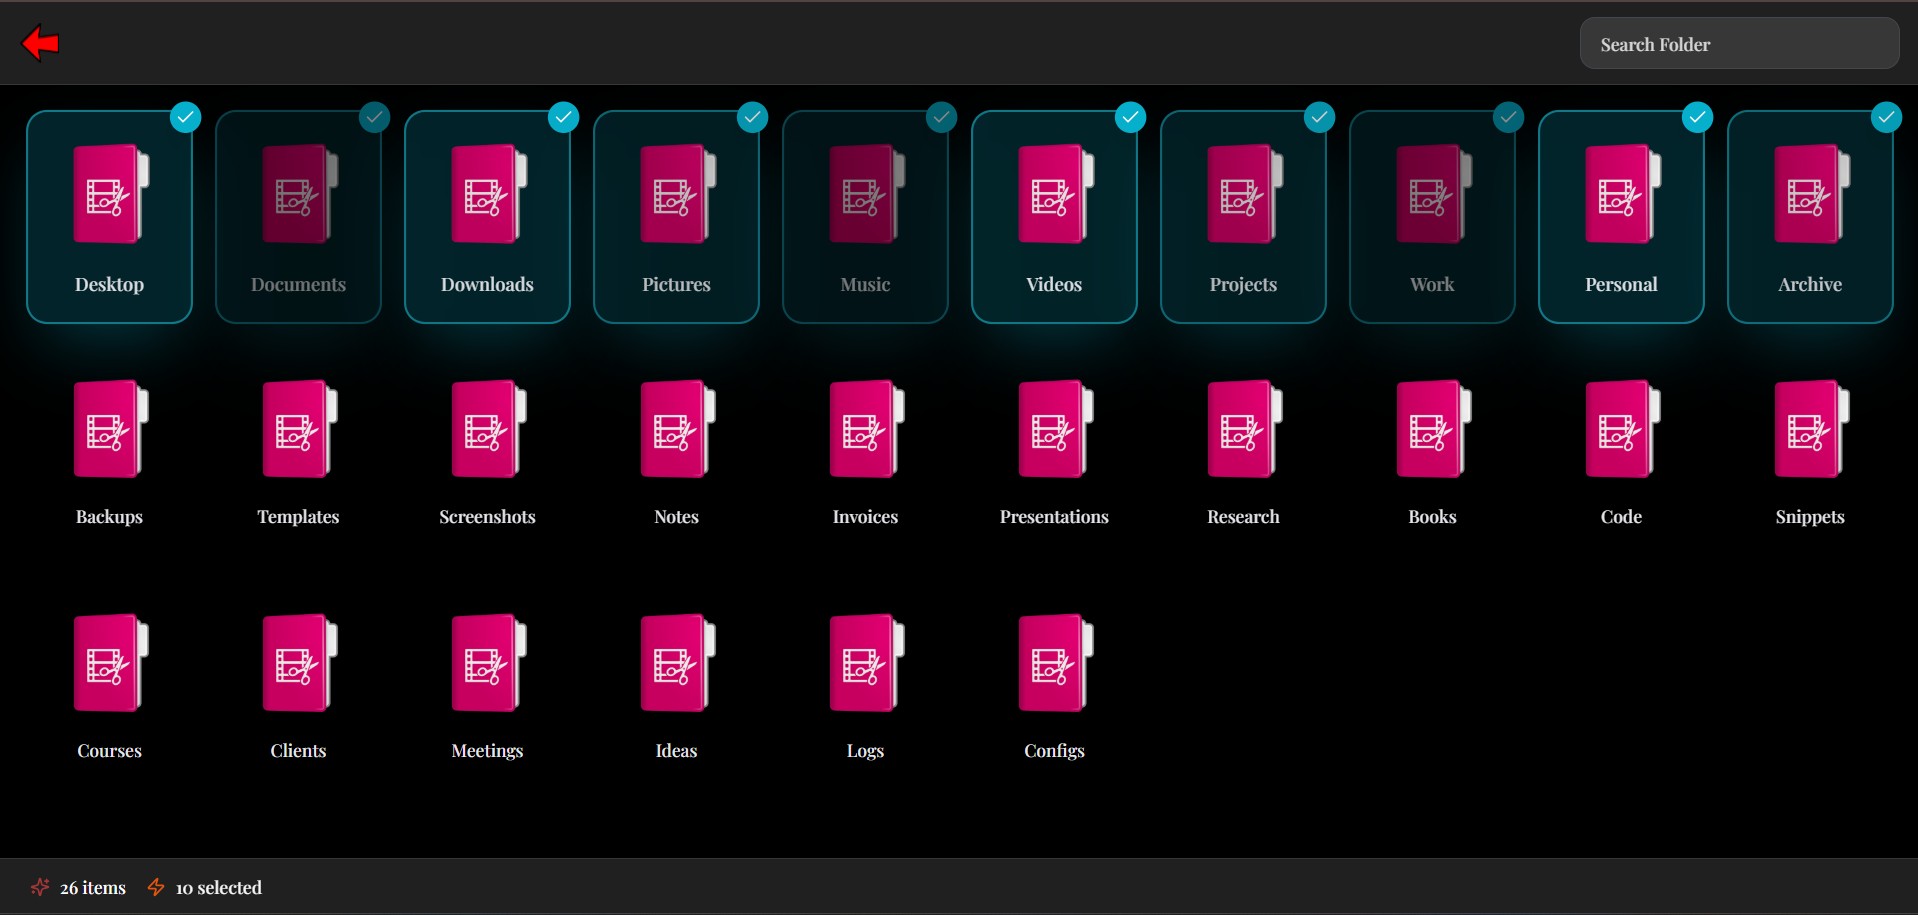 Search Folder
Desktop
Documents
Downloads
Pictures
Music
Videos
Projects
Work
Personal
Archive
Backups
Templates
Screenshots
Notes
Invoices
Presentations
Research
Books
Code
Snippets
Courses
Clients
Meetings
Ideas
Logs
Configs
26 items
10 selected